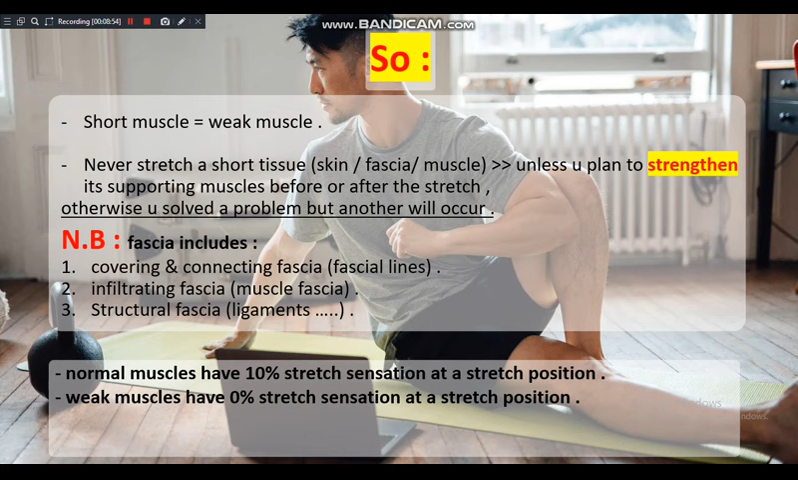 Recording [00:08:54]
www.BANDICAM.com
So :
- Short muscle = weak muscle .
- Never stretch a short tissue (skin / fascia/ muscle) >> unless u plan to strengthen
its supporting muscles before or after the stretch ,
otherwise u solved a problem but another will occur .
N.B : fascia includes :
1. covering & connecting fascia (fascial lines) .
2. infiltrating fascia (muscle fascia) .
3. Structural fascia (ligaments .....) .
- normal muscles have 10% stretch sensation at a stretch position .
- weak muscles have 0% stretch sensation at a stretch position .